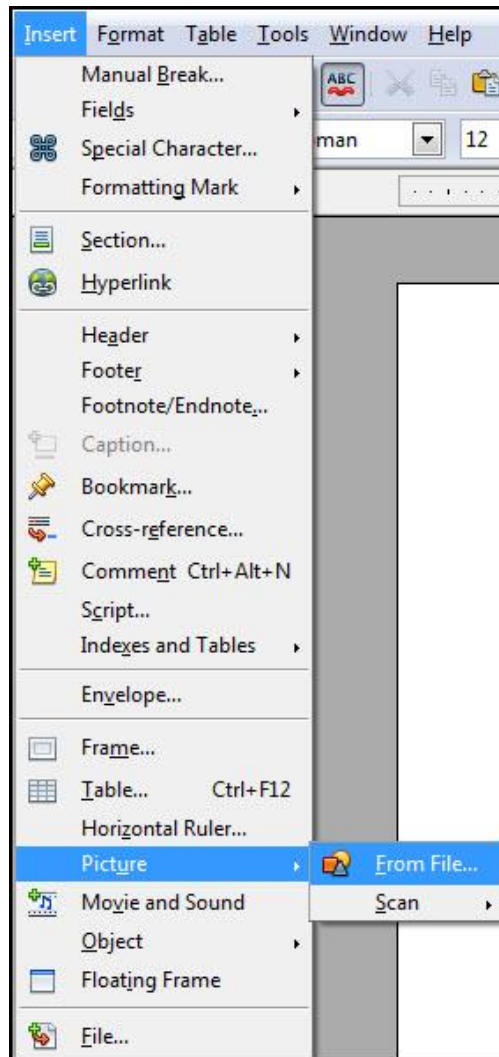 Insert Format Table Tools Window Help
Manual Break...
ABC
Fields
Special Character...
man 12
Formatting Mark
Section...
Hyperlink
Header
Footer
Footnote/Endnote...
Caption...
Bookmark...
Cross-reference...
Comment Ctrl+Alt+N
Script...
Indexes and Tables
Envelope...
Frame...
Table... Ctrl+F12
Horizontal Ruler...
Picture From File...
Movie and Sound Scan
Object
Floating Frame
File...